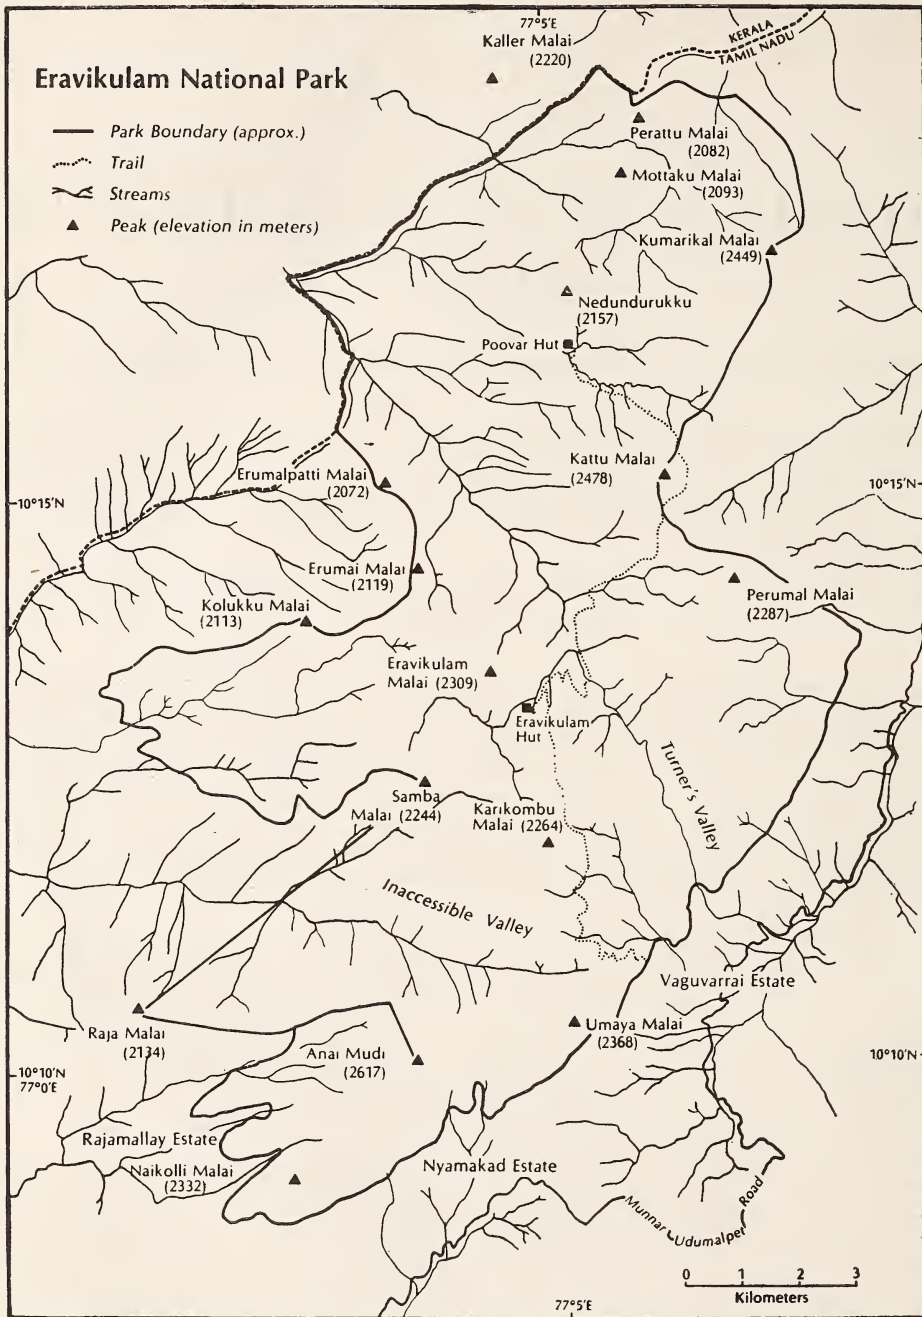 77°5'E
Kaller Malai
(2220)
KERALA
TAMIL NADU
Eravikulam National Park
Park Boundary (approx.)
Trail
Streams
Peak (elevation in meters)
Perattu Malai
(2082)
Mottaku Malai
(2093)
Kumarikal Malai
(2449)
Nedundurukku
(2157)
Poovar Hut
Kattu Malai
(2478)
Erumalpatti Malai
(2072)
10°15'N
10°15'N
Erumai Malai
(2119)
Perumal Malai
(2287)
Kolukku Malai
(2113)
Eravikulam
Malai (2309)
Eravikulam
Hut
Turner's Valley
Samba
Malai (2244)
Karikombu
Malai (2264)
Inaccessible Valley
Vaguvarrai Estate
Raja Malai
(2134)
Umaya Malai
(2368)
Anai Mudi
(2617)
10°10'N
77°0'E
10°10'N
Rajamallay Estate
Naikolli Malai
(2332)
Nyamakad Estate
Munnar Udumalpet Road
0 1 2 3
Kilometers
77°5'E